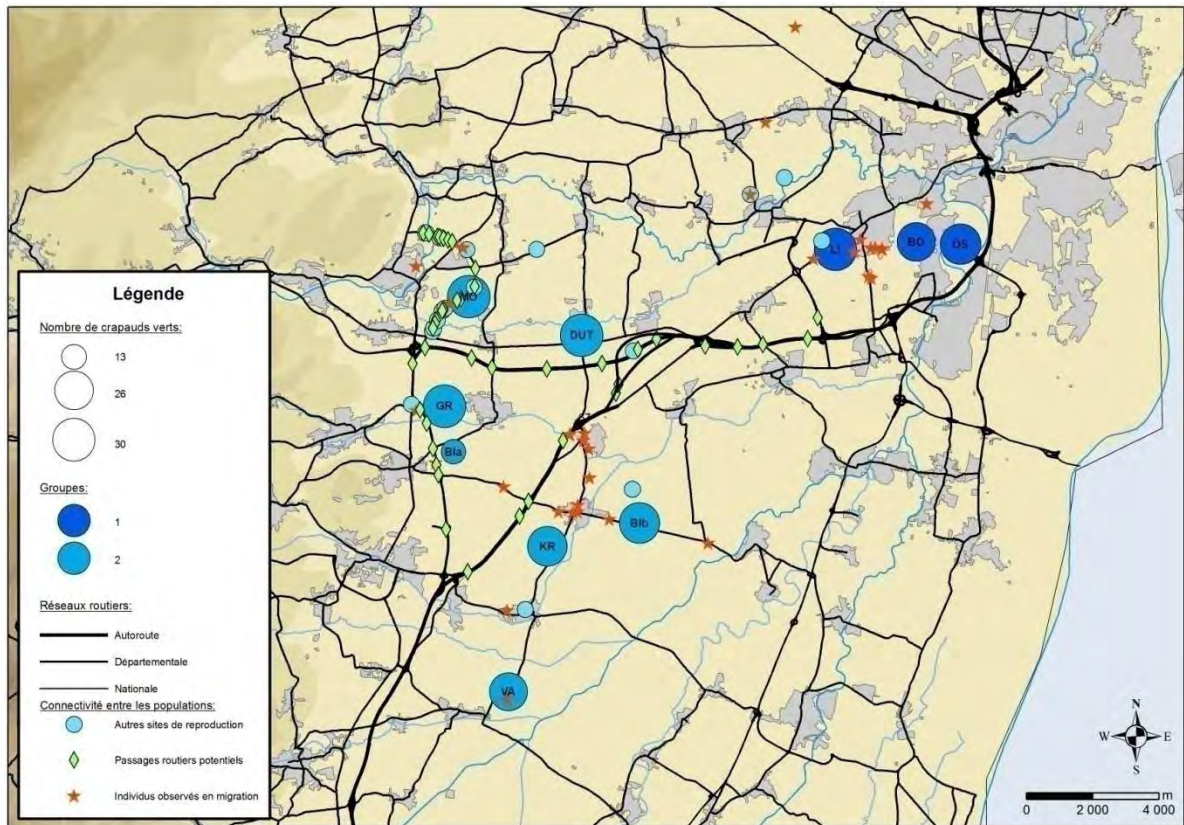 Légende
Nombre de crapauds verts:
13
26
30
Groupes:
1
2
Réseaux routiers:
Autoroute
Départementale
Nationale
Connectivité entre les populations:
Autres sites de reproduction
Passages routiers potentiels
Individus observés en migration
LI
BO
OS
MO
DUT
GR
Bla
Blb
KR
VA
N
W E
S
0 2 000 4 000 m